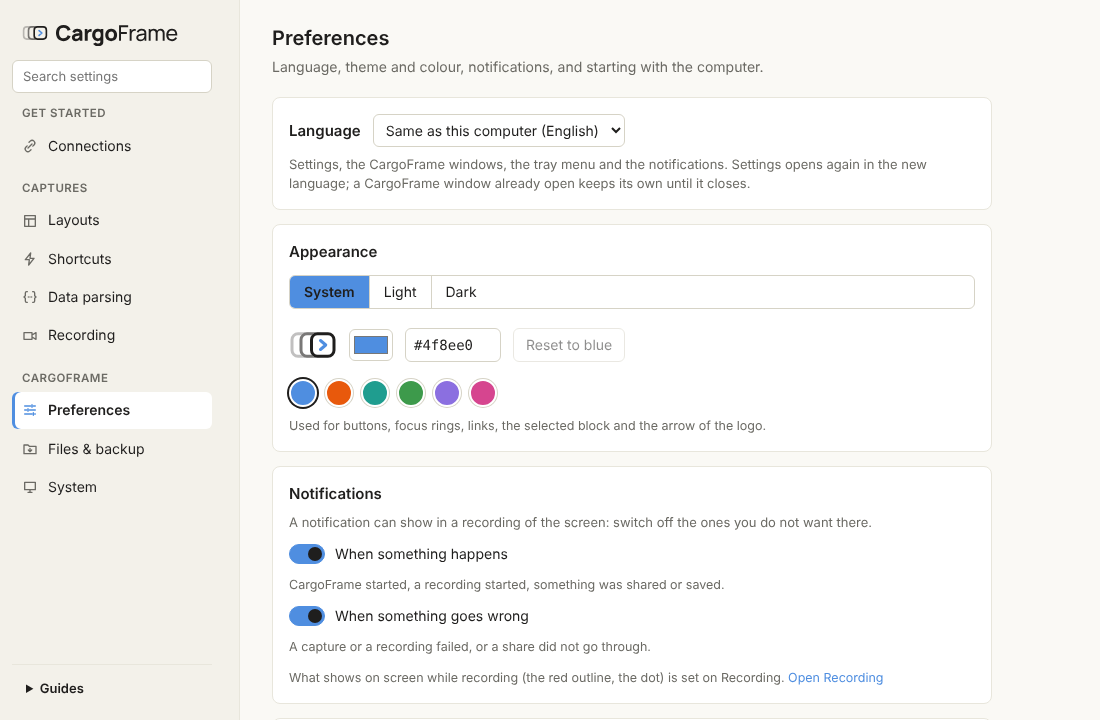 CargoFrame
Search settings
GET STARTED
Connections
CAPTURES
Layouts
Shortcuts
Data parsing
Recording
CARGOFRAME
Preferences
Files & backup
System
Guides
Preferences
Language, theme and colour, notifications, and starting with the computer.
Language Same as this computer (English)
Settings, the CargoFrame windows, the tray menu and the notifications. Settings opens again in the new
language; a CargoFrame window already open keeps its own until it closes.
Appearance
System Light Dark
#4f8ee0 Reset to blue
Used for buttons, focus rings, links, the selected block and the arrow of the logo.
Notifications
A notification can show in a recording of the screen: switch off the ones you do not want there.
When something happens
CargoFrame started, a recording started, something was shared or saved.
When something goes wrong
A capture or a recording failed, or a share did not go through.
What shows on screen while recording (the red outline, the dot) is set on Recording. Open Recording